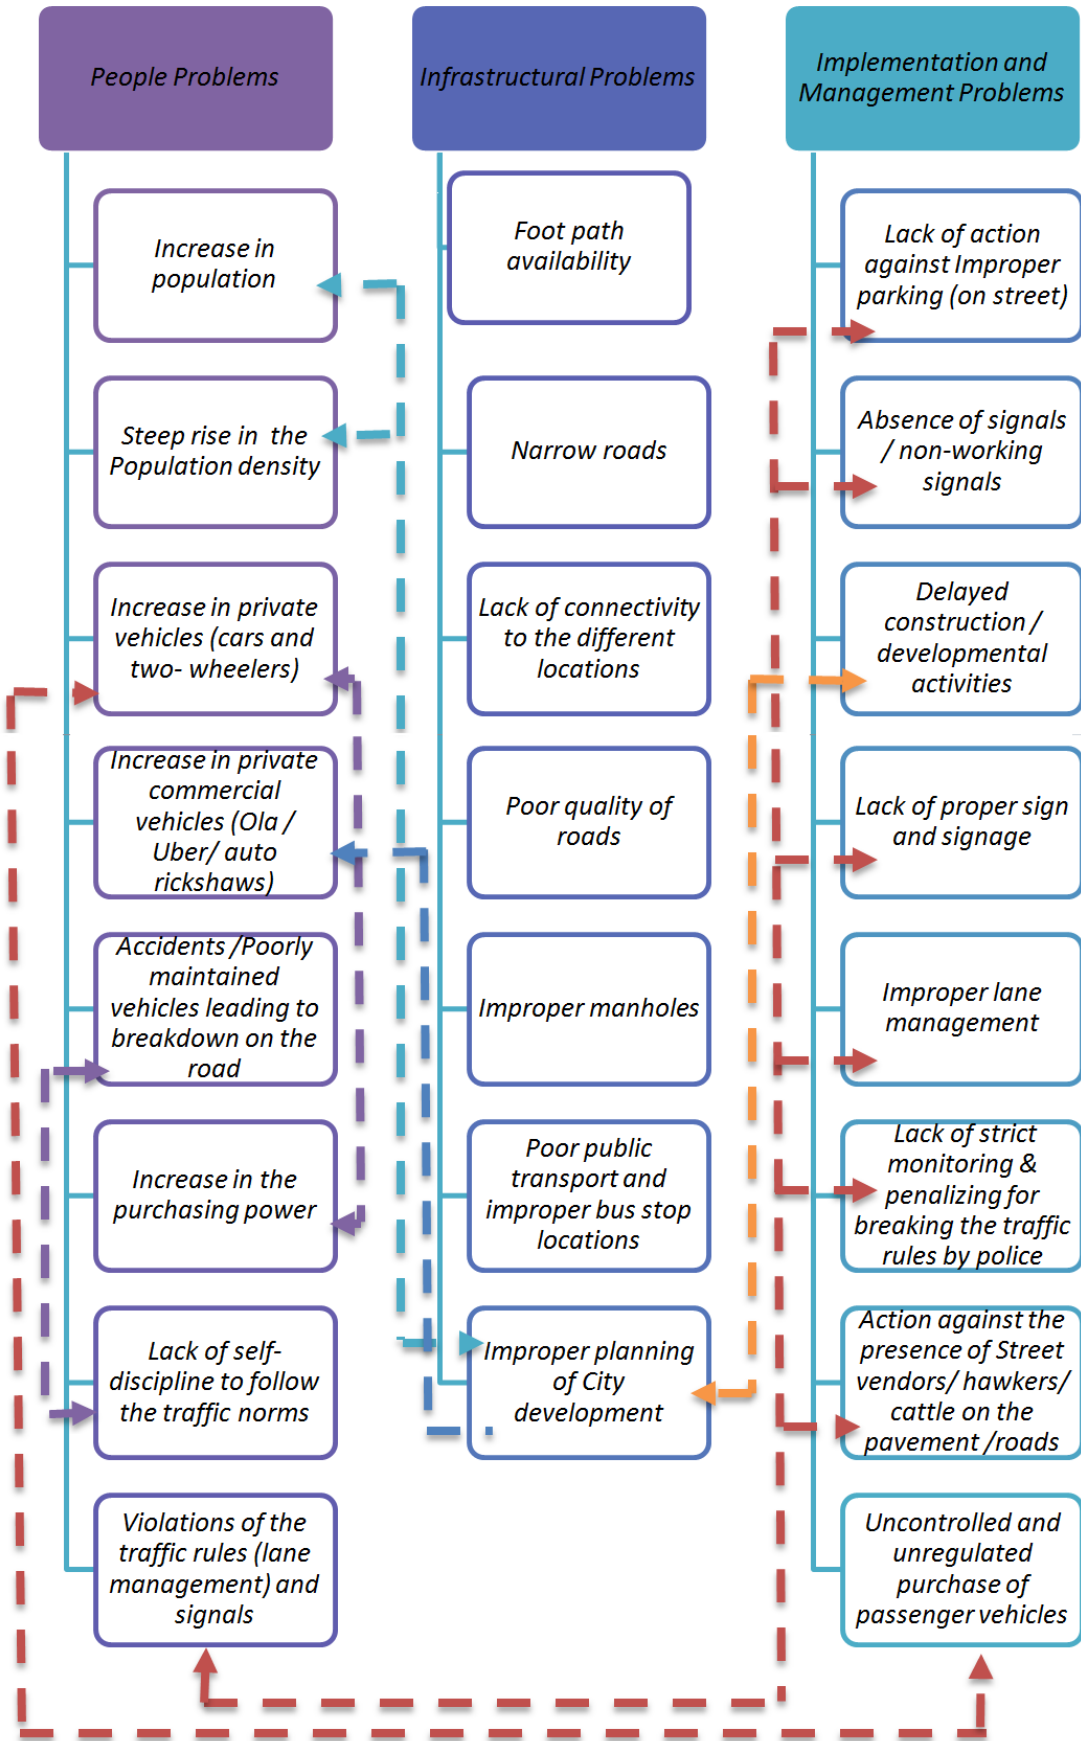 People Problems
Increase in
population
Steep rise in the
Population density
Increase in private
vehicles (cars and
two- wheelers)
Increase in private
commercial
vehicles (Ola /
Uber/ auto
rickshaws)
Accidents /Poorly
maintained
vehicles leading to
breakdown on the
road
Increase in the
purchasing power
Lack of self-
discipline to follow
the traffic norms
Violations of the
traffic rules (lane
management) and
signals
Infrastructural Problems
Foot path
availability
Narrow roads
Lack of connectivity
to the different
locations
Poor quality of
roads
Improper manholes
Poor public
transport and
improper bus stop
locations
Improper planning
of City
development
Implementation and
Management Problems
Lack of action
against Improper
parking (on street)
Absence of signals
/ non-working
signals
Delayed
construction /
developmental
activities
Lack of proper sign
and signage
Improper lane
management
Lack of strict
monitoring &
penalizing for
breaking the traffic
rules by police
Action against the
presence of Street
vendors/ hawkers/
cattle on the
pavement /roads
Uncontrolled and
unregulated
purchase of
passenger vehicles